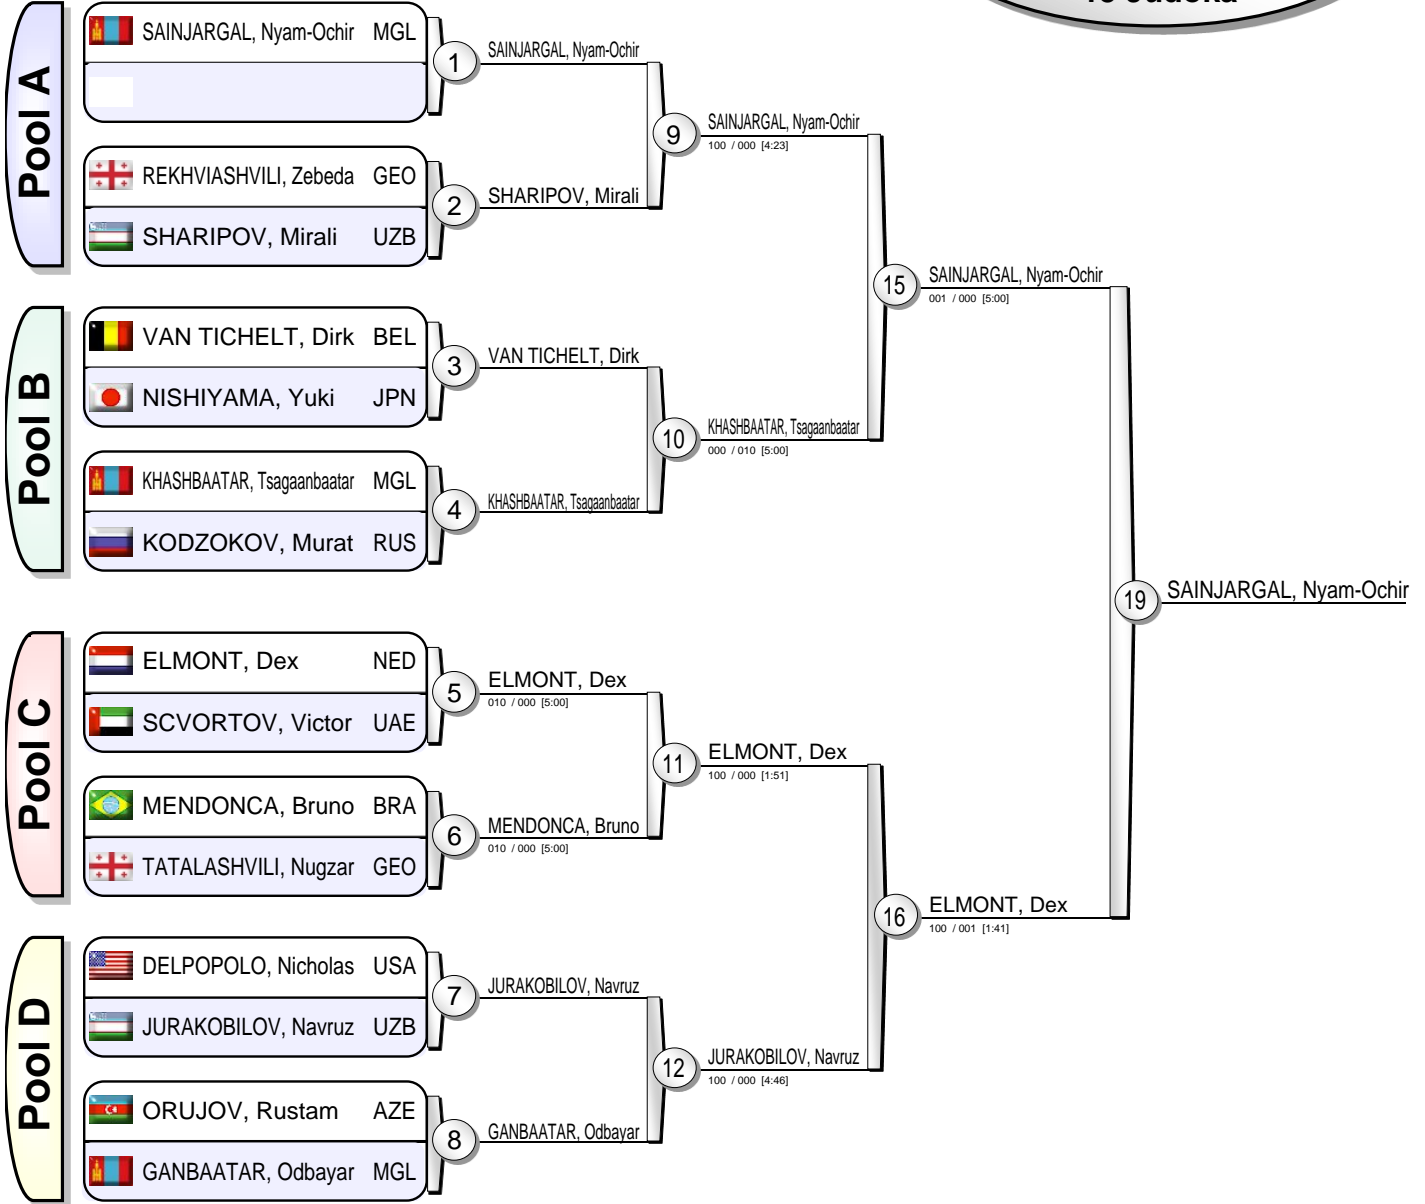 Pool A
SAINJARGAL, Nyam-Ochir MGL
REKHVIASHVILI, Zebeda GEO
SHARIPOV, Mirali UZB
Pool B
VAN TICHELT, Dirk BEL
NISHIYAMA, Yuki JPN
KHASHBAATAR, Tsagaanbaatar MGL
KODZOKOV, Murat RUS
Pool C
ELMONT, Dex NED
SCVORTOV, Victor UAE
MENDONCA, Bruno BRA
TATALASHVILI, Nugzar GEO
Pool D
DELPOPOLO, Nicholas USA
JURAKOBILOV, Navruz UZB
ORUJOV, Rustam AZE
GANBAATAR, Odbayar MGL
1
SAINJARGAL, Nyam-Ochir
2
SHARIPOV, Mirali
3
VAN TICHELT, Dirk
4
KHASHBAATAR, Tsagaanbaatar
5
ELMONT, Dex
010 / 000 [5:00]
6
MENDONCA, Bruno
010 / 000 [5:00]
7
JURAKOBILOV, Navruz
8
GANBAATAR, Odbayar
9
SAINJARGAL, Nyam-Ochir
100 / 000 [4:23]
10
KHASHBAATAR, Tsagaanbaatar
000 / 010 [5:00]
11
ELMONT, Dex
100 / 000 [1:51]
12
JURAKOBILOV, Navruz
100 / 000 [4:46]
15
SAINJARGAL, Nyam-Ochir
001 / 000 [5:00]
16
ELMONT, Dex
100 / 001 [1:41]
19
SAINJARGAL, Nyam-Ochir